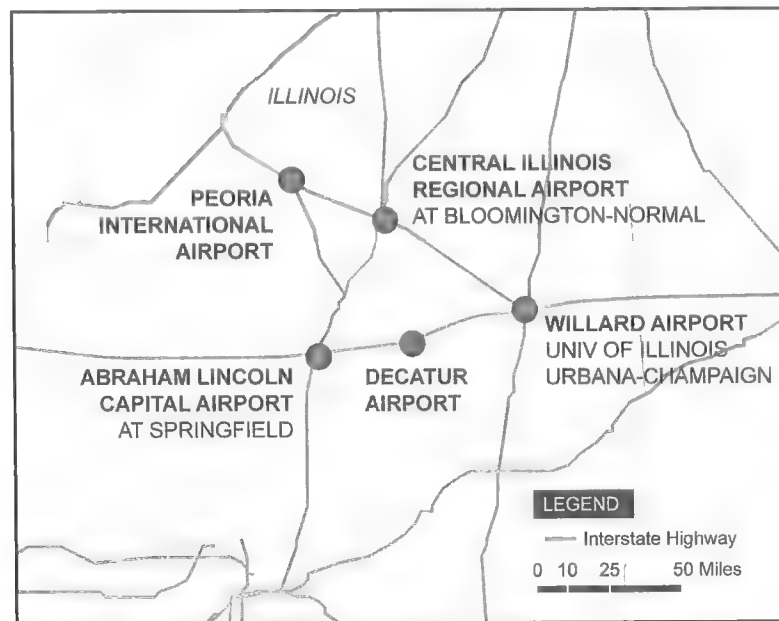 ILLINOIS
CENTRAL ILLINOIS
REGIONAL AIRPORT
AT BLOOMINGTON-NORMAL
PEORIA
INTERNATIONAL
AIRPORT
WILLARD AIRPORT
UNIV OF ILLINOIS
URBANA-CHAMPAIGN
ABRAHAM LINCOLN
CAPITAL AIRPORT
AT SPRINGFIELD
DECATUR
AIRPORT
LEGEND
Interstate Highway
0 10 25 50 Miles